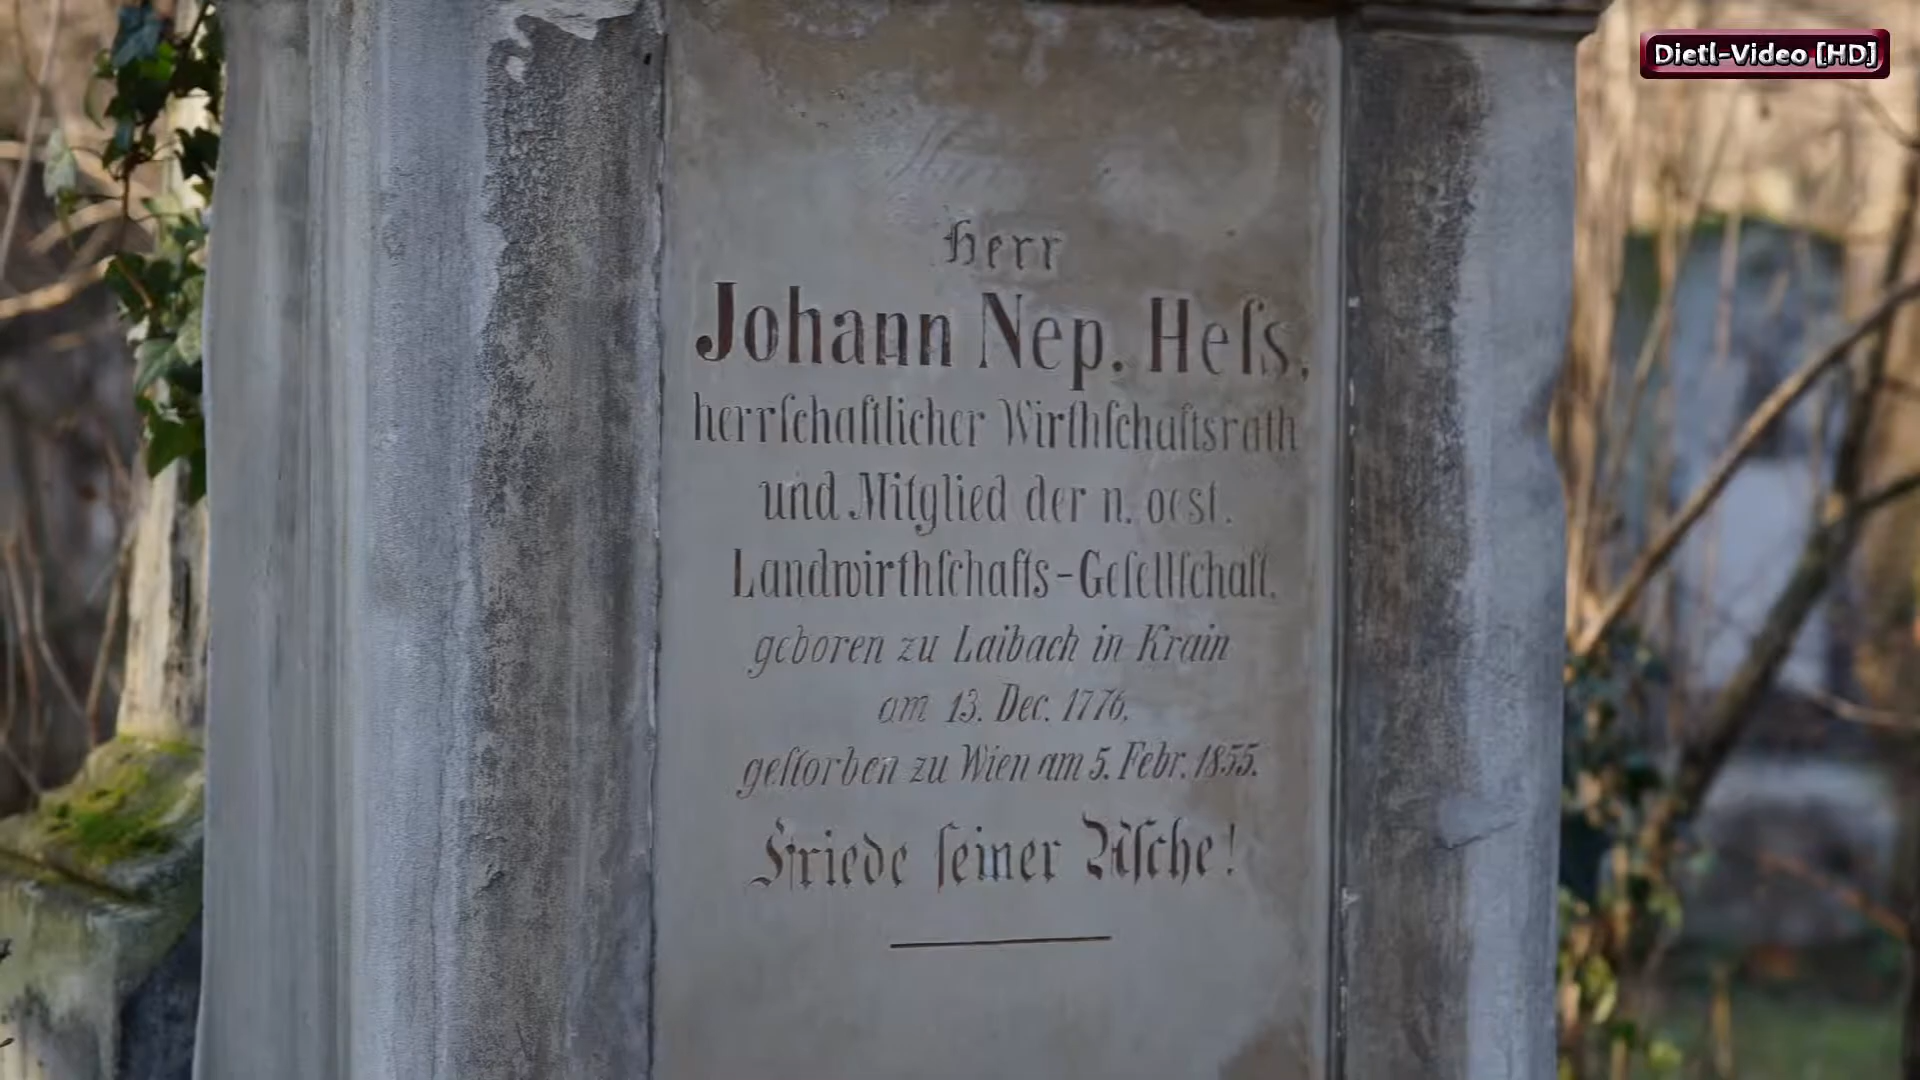 Dietl-Video [HD]
Herr
Johann Nep. Heſs,
herrſchaftlicher Wirthſchaftsrath
und Mitglied der n. oest.
Landwirthſchafts-Geſellſchaft,
geboren zu Laibach in Krain
am 13. Dec. 1776,
geſtorben zu Wien am 5. Febr. 1855.
Friede ſeiner Aſche!